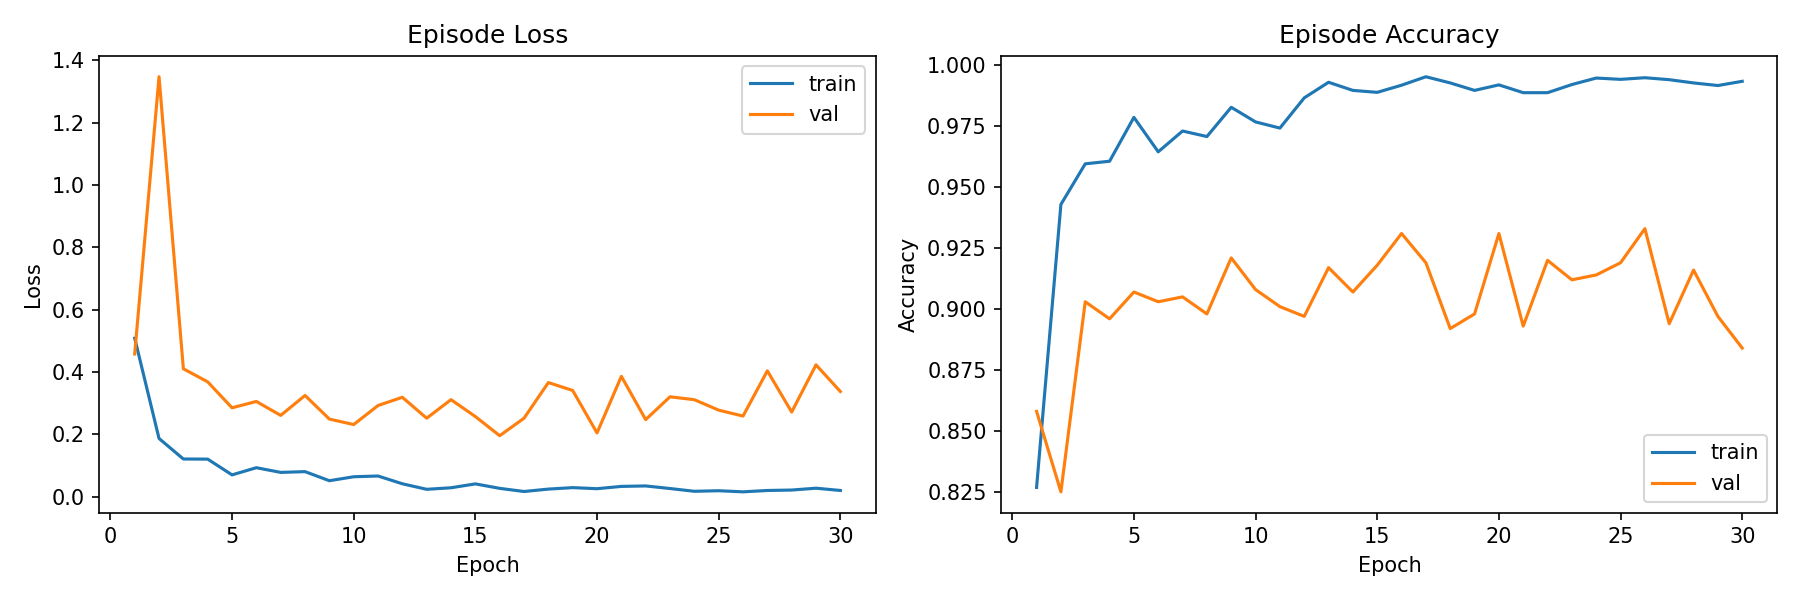 Episode Loss
1.4
1.2
1.0
0.8
0.6
0.4
0.2
0.0
Loss
0 5 10 15 20 25 30
Epoch
train
val
Episode Accuracy
1.000
0.975
0.950
0.925
0.900
0.875
0.850
0.825
Accuracy
0 5 10 15 20 25 30
Epoch
train
val